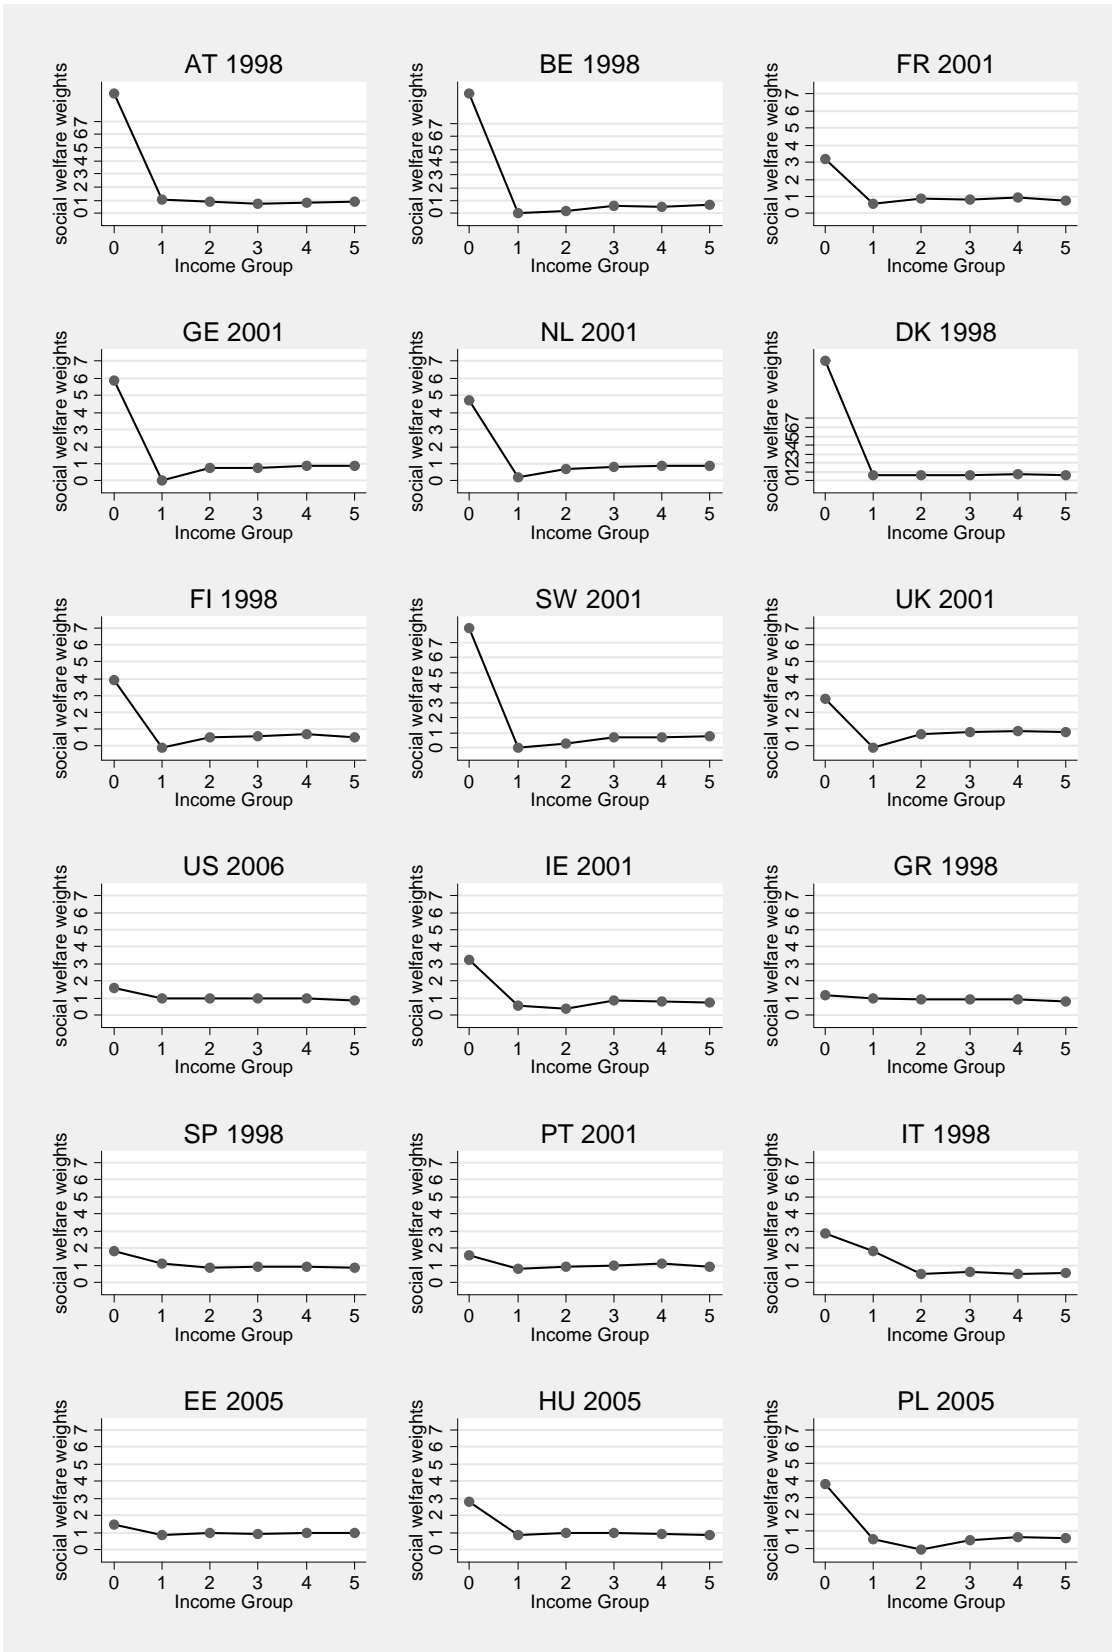 AT 1998
social welfare weights
0 1 2 3 4 5 6 7
0 1 2 3 4 5
Income Group
BE 1998
social welfare weights
0 1 2 3 4 5 6 7
0 1 2 3 4 5
Income Group
FR 2001
social welfare weights
0 1 2 3 4 5 6 7
0 1 2 3 4 5
Income Group
GE 2001
social welfare weights
0 1 2 3 4 5 6 7
0 1 2 3 4 5
Income Group
NL 2001
social welfare weights
0 1 2 3 4 5 6 7
0 1 2 3 4 5
Income Group
DK 1998
social welfare weights
0 1 2 3 4 5 6 7
0 1 2 3 4 5
Income Group
FI 1998
social welfare weights
0 1 2 3 4 5 6 7
0 1 2 3 4 5
Income Group
SW 2001
social welfare weights
0 1 2 3 4 5 6 7
0 1 2 3 4 5
Income Group
UK 2001
social welfare weights
0 1 2 3 4 5 6 7
0 1 2 3 4 5
Income Group
US 2006
social welfare weights
0 1 2 3 4 5 6 7
0 1 2 3 4 5
Income Group
IE 2001
social welfare weights
0 1 2 3 4 5 6 7
0 1 2 3 4 5
Income Group
GR 1998
social welfare weights
0 1 2 3 4 5 6 7
0 1 2 3 4 5
Income Group
SP 1998
social welfare weights
0 1 2 3 4 5 6 7
0 1 2 3 4 5
Income Group
PT 2001
social welfare weights
0 1 2 3 4 5 6 7
0 1 2 3 4 5
Income Group
IT 1998
social welfare weights
0 1 2 3 4 5 6 7
0 1 2 3 4 5
Income Group
EE 2005
social welfare weights
0 1 2 3 4 5 6 7
0 1 2 3 4 5
Income Group
HU 2005
social welfare weights
0 1 2 3 4 5 6 7
0 1 2 3 4 5
Income Group
PL 2005
social welfare weights
0 1 2 3 4 5 6 7
0 1 2 3 4 5
Income Group